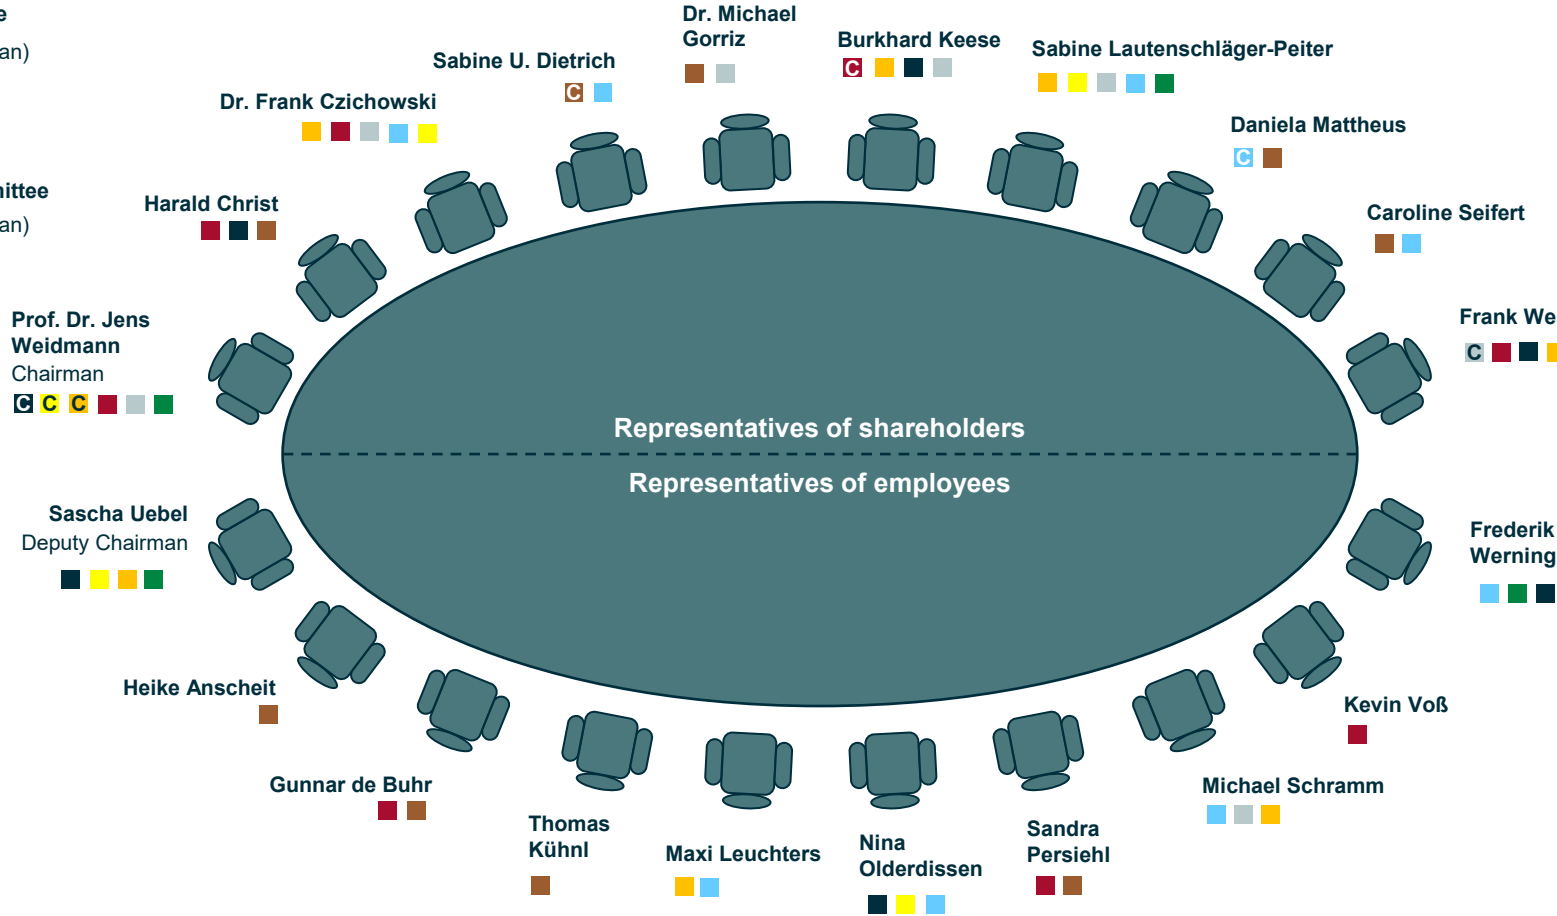 Dr. Michael
Gorriz
Burkhard Keese
C
Sabine Lautenschläger-Peiter
an)
Sabine U. Dietrich
C
Dr. Frank Czichowski
Daniela Mattheus
C
Harald Christ
an)
Caroline Seifert
Prof. Dr. Jens
Weidmann
Chairman
C C C
Frank We
C
Representatives of shareholders
Representatives of employees
Sascha Uebel
Deputy Chairman
Frederik
Werning
Heike Anscheit
Kevin Voß
Gunnar de Buhr
Michael Schramm
Thomas
Kühnl
Maxi Leuchters
Nina
Olderdissen
Sandra
Persiehl